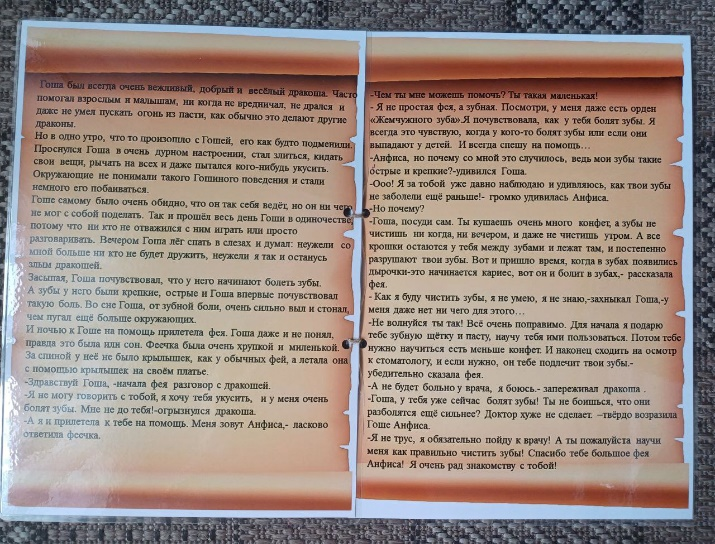 Гоша был всегда очень вежливый, добрый и весёлый дракоша. Часто
помогал взрослым и малышам, ни когда не вредничал, не дрался и
даже не умел пускать огонь из пасти, как обычно это делают другие
драконы.
Но в одно утро, что то произошло с Гошей, его как будто подменили.
Проснулся Гоша в очень дурном настроении, стал злиться, кидать
свои вещи, рычать на всех и даже пытался кого-нибудь укусить.
Окружающие не понимали такого Гошиного поведения и стали
немного его побаиваться.
Гоше самому было очень обидно, что он так себя ведёт, но он ни чего
не мог с собой поделать. Так и прошёл весь день Гоши в одиночестве,
потому что ни кто не отважился с ним играть или просто
разговаривать. Вечером Гоша лёг спать в слезах и думал: неужели со
мной больше ни кто не будет дружить, неужели я так и останусь
злым дракошей.
Засыпая, Гоша почувствовал, что у него начинают болеть зубы.
А зубы у него были крепкие, острые и Гоша впервые почувствовал
такую боль. Во сне Гоша, от зубной боли, очень сильно выл и стонал,
чем пугал ещё больше окружающих.
И ночью к Гоше на помощь прилетела фея. Гоша даже и не понял,
правда это была или сон. Феечка была очень хрупкой и миленькой.
За спиной у неё не было крылышек, как у обычных фей, а летала она
с помощью крылышек на своём платье.
-Здравствуй Гоша, -начала фея разговор с дракошей.
-Я не могу говорить с тобой, я хочу тебя укусить, и у меня очень
болят зубы. Мне не до тебя!-огрызнулся дракоша.
-А я и прилетела к тебе на помощь. Меня зовут Анфиса,- ласково
ответила феечка.
-Чем ты мне можешь помочь? Ты такая маленькая!
- Я не простая фея, а зубная. Посмотри, у меня даже есть орден
«Жемчужного зуба».Я почувствовала, как у тебя болят зубы. Я
всегда это чувствую, когда у кого-то болят зубы или если они
выпадают у детей. И всегда спешу на помощь…
-Анфиса, но почему со мной это случилось, ведь мои зубы такие
острые и крепкие?-удивился Гоша.
-Ооо! Я за тобой уже давно наблюдаю и удивляюсь, как твои зубы
не заболели ещё раньше!- громко удивилась Анфиса.
-Но почему?
-Гоша, посуди сам. Ты кушаешь очень много конфет, а зубы не
чистишь ни когда, ни вечером, и даже не чистишь утром. А все
крошки остаются у тебя между зубами и лежат там, и постепенно
разрушают твои зубы. Вот и пришло время, когда в зубах появились
дырочки-это начинается кариес, вот он и болит в зубах,- рассказала
фея.
- Как я буду чистить зубы, я не умею, я не знаю,-захныкал Гоша,-у
меня даже нет ни чего для этого…
-Не волнуйся ты так! Всё очень поправимо. Для начала я подарю
тебе зубную щётку и пасту, научу тебя ими пользоваться. Потом тебе
нужно научиться есть меньше конфет. И наконец сходить на осмотр
к стоматологу, и если нужно, он тебе подлечит твои зубы.-
убедительно сказала фея.
-А не будет больно у врача, я боюсь.- запереживал дракоша .
-Гоша, у тебя уже сейчас болят зубы! Ты не боишься, что они
разболятся ещё сильнее? Доктор хуже не сделает. –твёрдо возразила
Гоше Анфиса.
-Я не трус, я обязательно пойду к врачу! А ты пожалуйста научи
меня как правильно чистить зубы! Спасибо тебе большое фея
Анфиса! Я очень рад знакомству с тобой!